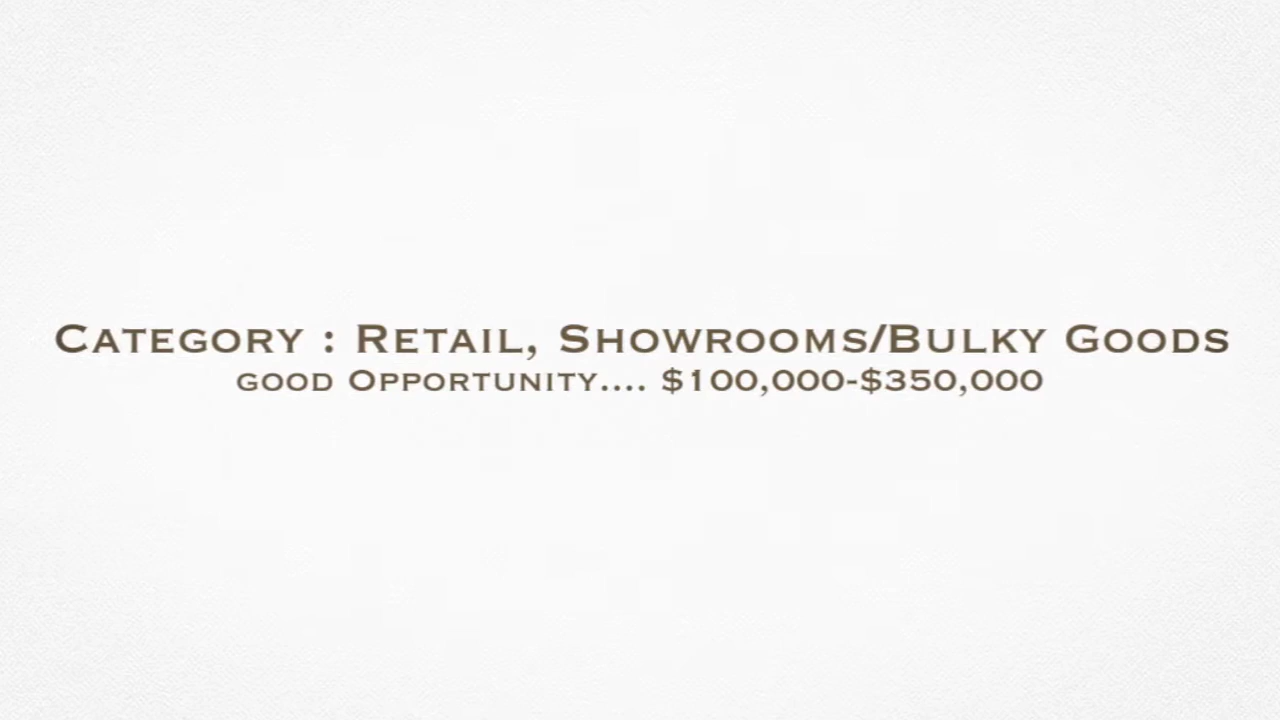 Category : Retail, Showrooms/Bulky Goods
good Opportunity.... $100,000-$350,000